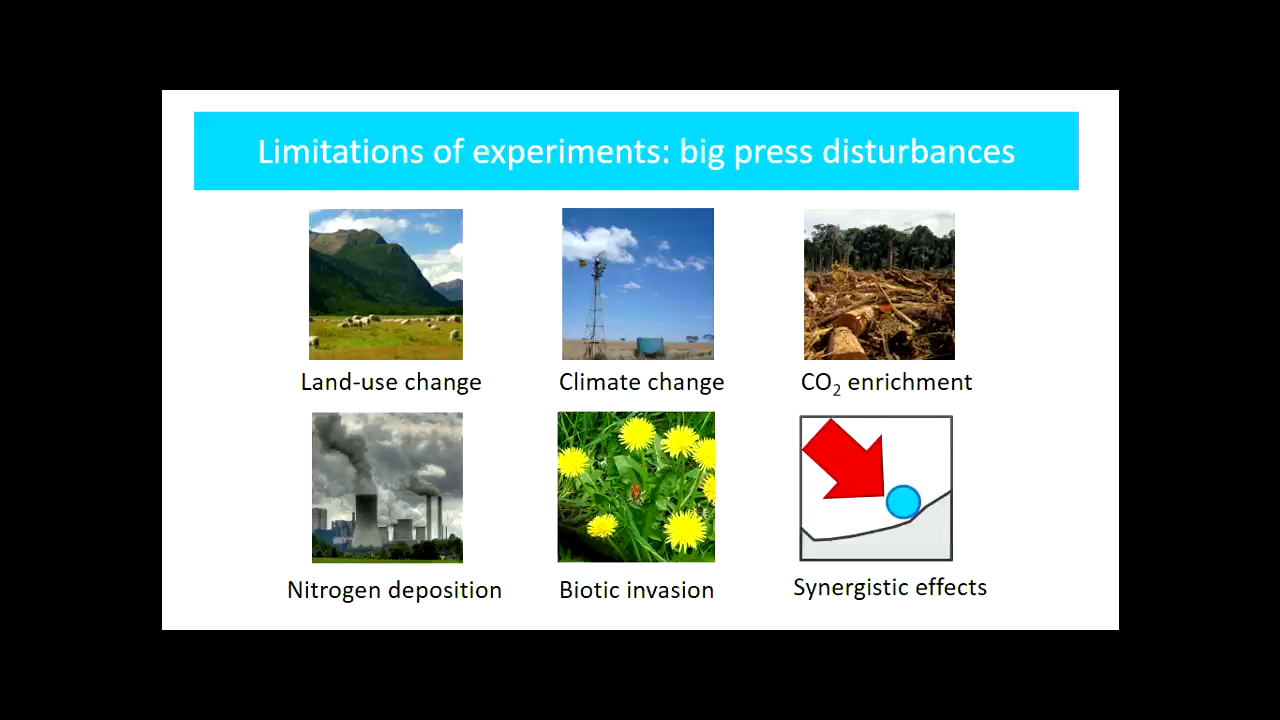 Limitations of experiments: big press disturbances
Land-use change
Climate change
CO₂ enrichment
Nitrogen deposition
Biotic invasion
Synergistic effects